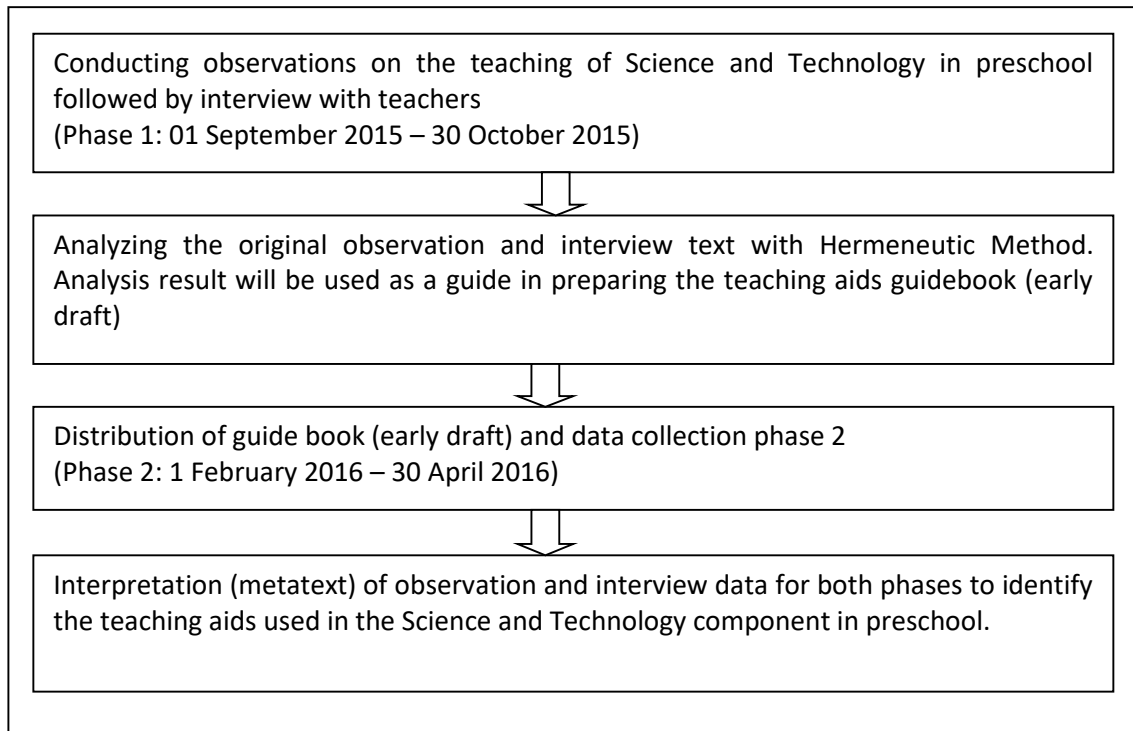 Conducting observations on the teaching of Science and Technology in preschool
followed by interview with teachers
(Phase 1: 01 September 2015 – 30 October 2015)
Analyzing the original observation and interview text with Hermeneutic Method.
Analysis result will be used as a guide in preparing the teaching aids guidebook (early
draft)
Distribution of guide book (early draft) and data collection phase 2
(Phase 2: 1 February 2016 – 30 April 2016)
Interpretation (metatext) of observation and interview data for both phases to identify
the teaching aids used in the Science and Technology component in preschool.